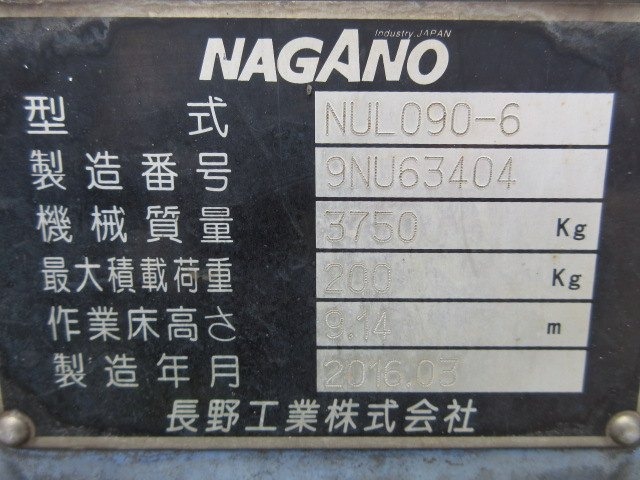 Industry, JAPAN
NAGANO
型式 NUL090-6
製造番号 9NU63404
機械質量 3750 Kg
最大積載荷重 200 Kg
作業床高さ 9.14 m
製造年月 2016.03
長野工業株式会社